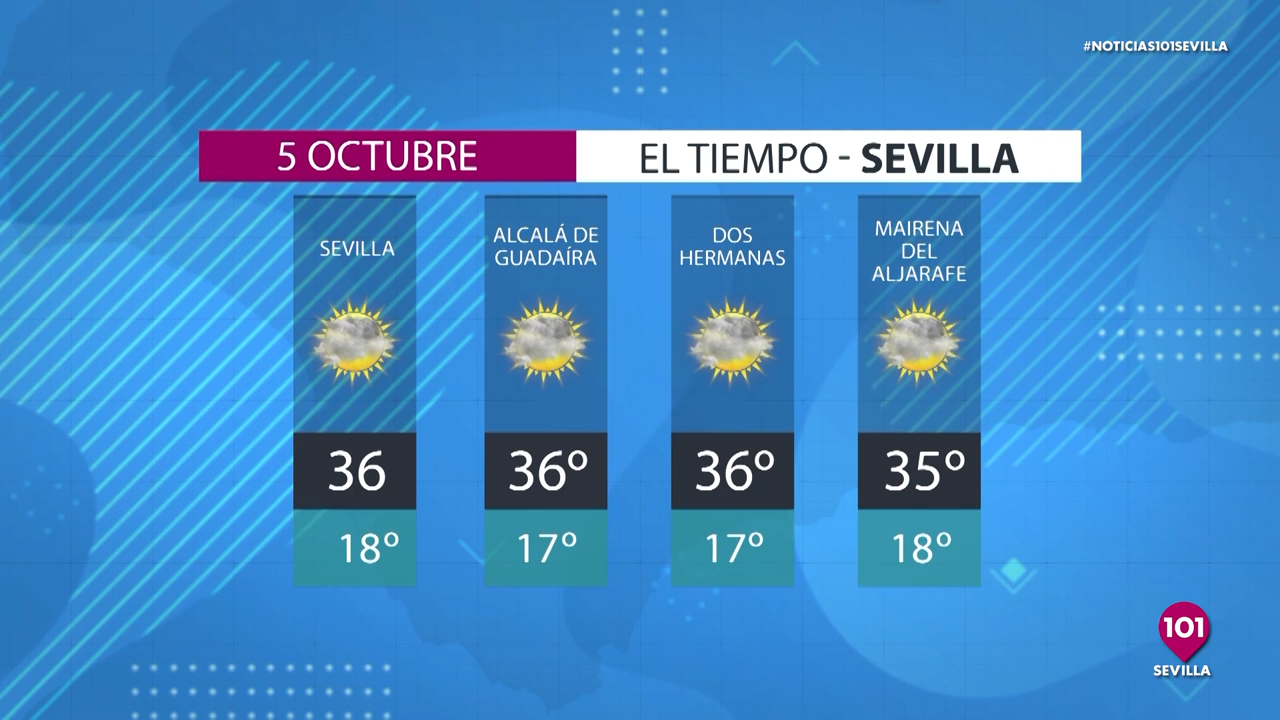 #NOTICIAS101SEVILLA
5 OCTUBRE
EL TIEMPO - SEVILLA
SEVILLA
36
18º
ALCALÁ DE
GUADAÍRA
36º
17º
DOS
HERMANAS
36º
17º
MAIRENA
DEL
ALJARAFE
35º
18º
101
SEVILLA